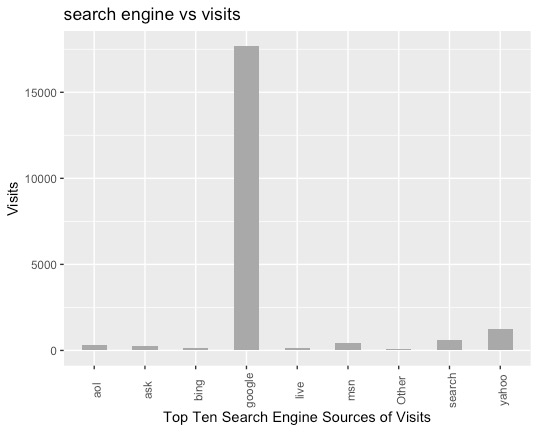 search engine vs visits
15000
10000
5000
0
Visits
aol
ask
bing
google
live
msn
Other
search
yahoo
Top Ten Search Engine Sources of Visits